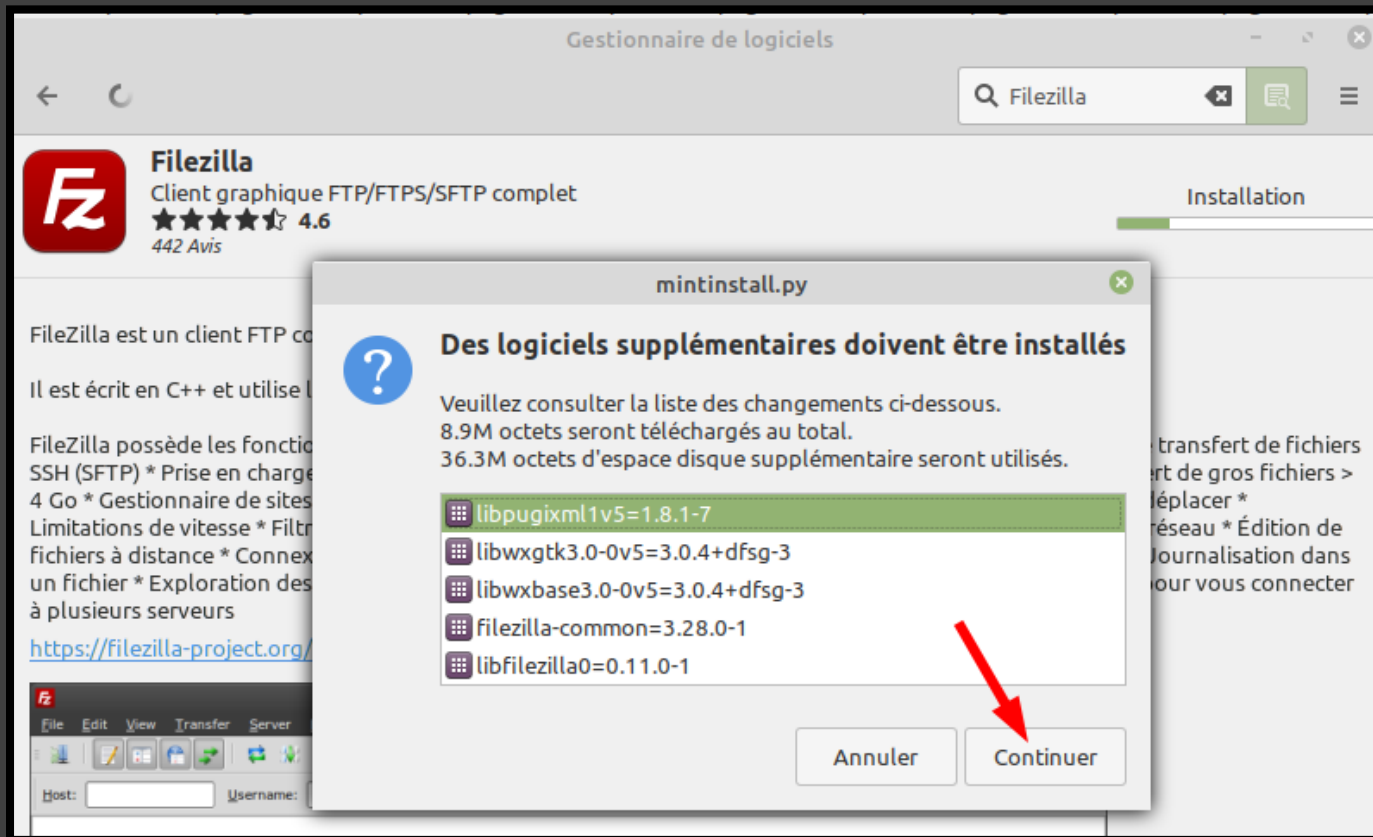 Gestionnaire de logiciels
Filezilla
Filezilla
Client graphique FTP/FTPS/SFTP complet
4.6
442 Avis
Installation
FileZilla est un client FTP co
Il est écrit en C++ et utilise l
FileZilla possède les fonctio transfert de fichiers
SSH (SFTP) * Prise en charge rt de gros fichiers >
4 Go * Gestionnaire de sites déplacer *
Limitations de vitesse * Filtr réseau * Édition de
fichiers à distance * Connex Journalisation dans
un fichier * Exploration des our vous connecter
à plusieurs serveurs
https://filezilla-project.org/
mintinstall.py
Des logiciels supplémentaires doivent être installés
Veuillez consulter la liste des changements ci-dessous.
8.9M octets seront téléchargés au total.
36.3M octets d'espace disque supplémentaire seront utilisés.
libpugixml1v5=1.8.1-7
libwxgtk3.0-0v5=3.0.4+dfsg-3
libwxbase3.0-0v5=3.0.4+dfsg-3
filezilla-common=3.28.0-1
libfilezilla0=0.11.0-1
Annuler Continuer
Fz
File Edit View Transfer Server
Host: Username: